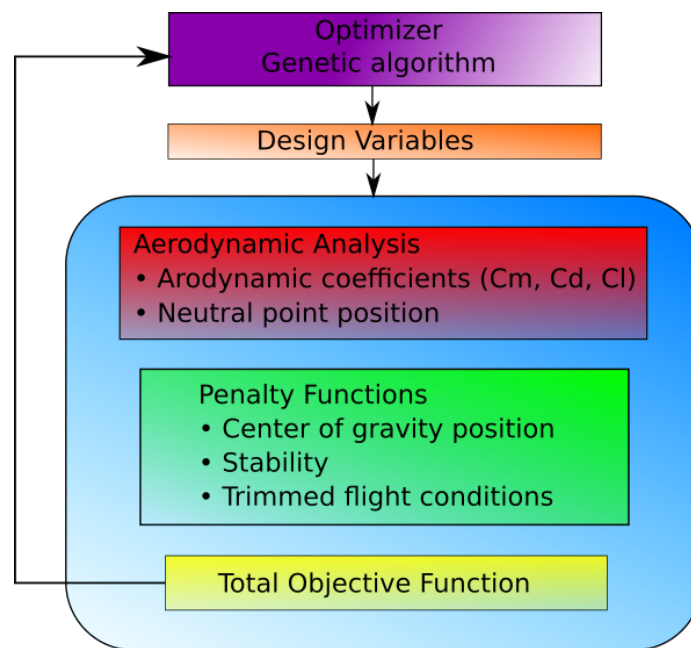 Optimizer
Genetic algorithm
Design Variables
Aerodynamic Analysis
• Arodynamic coefficients (Cm, Cd, Cl)
• Neutral point position
Penalty Functions
• Center of gravity position
• Stability
• Trimmed flight conditions
Total Objective Function